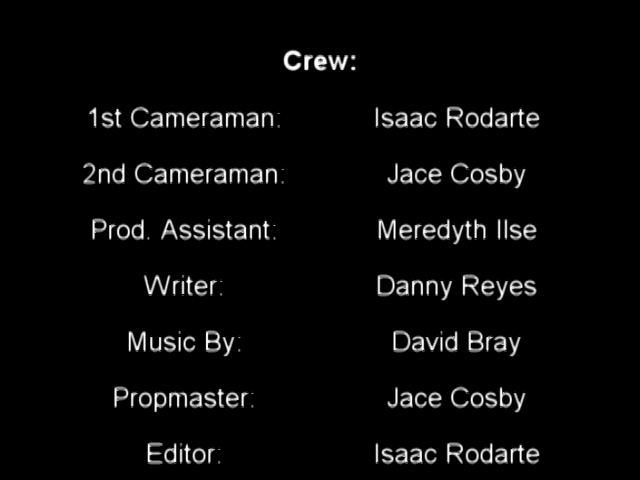 Crew:
1st Cameraman: Isaac Rodarte
2nd Cameraman: Jace Cosby
Prod. Assistant: Meredyth Ilse
Writer: Danny Reyes
Music By: David Bray
Propmaster: Jace Cosby
Editor: Isaac Rodarte